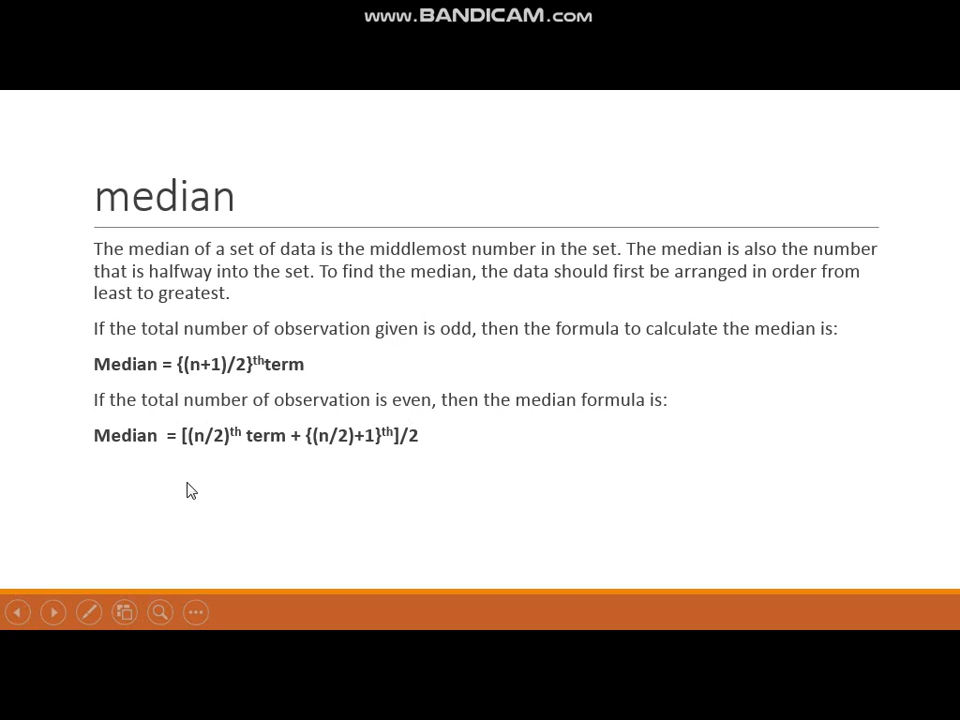 www.BANDICAM.com
median
The median of a set of data is the middlemost number in the set. The median is also the number
that is halfway into the set. To find the median, the data should first be arranged in order from
least to greatest.
If the total number of observation given is odd, then the formula to calculate the median is:
Median = {(n+1)/2}ᵗʰterm
If the total number of observation is even, then the median formula is:
Median  = [(n/2)ᵗʰ term + {(n/2)+1}ᵗʰ]/2